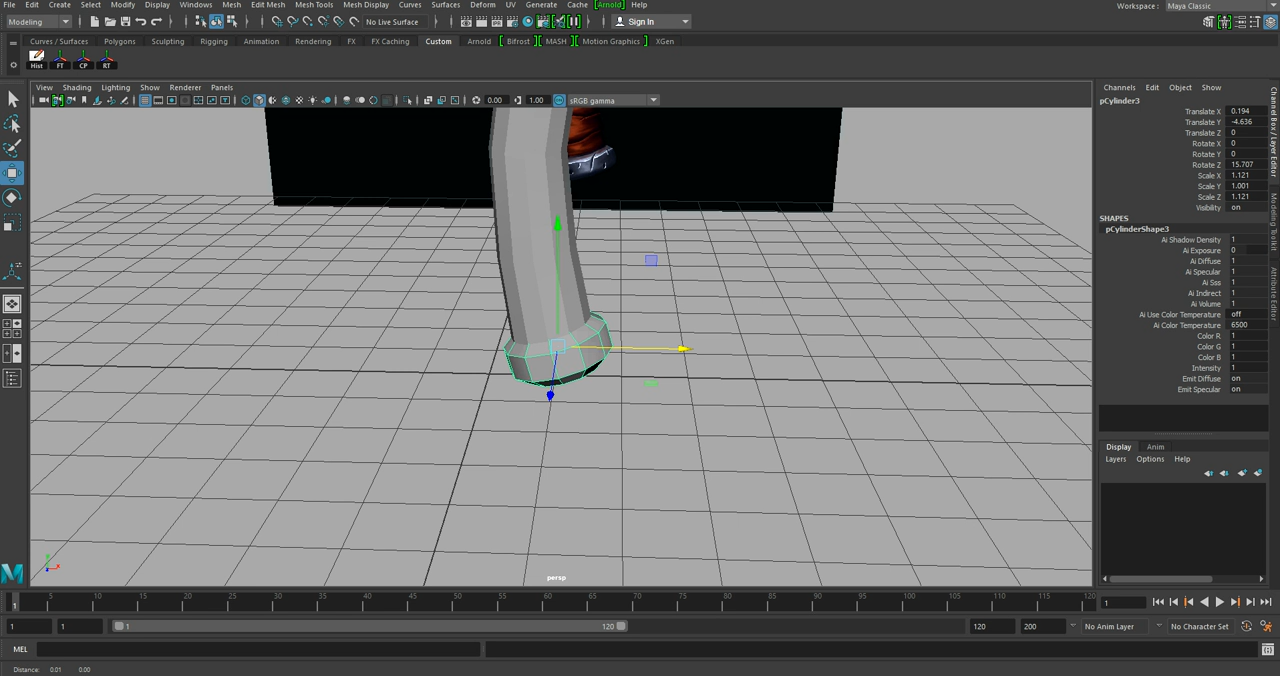 File Edit Create Select Modify Display Windows Mesh Edit Mesh Mesh Tools Mesh Display Curves Surfaces Deform UV Generate Cache [Arnold] Help Workspace : Maya Classic
Modeling No Live Surface Sign In
Curves / Surfaces Polygons Sculpting Rigging Animation Rendering FX FX Caching Custom Arnold Bifrost MASH Motion Graphics XGen
Hist FT CP RT
View Shading Lighting Show Renderer Panels
0.00 1.00 sRGB gamma
persp
Channels Edit Object Show
pCylinder3
Translate X 0.194
Translate Y -4.636
Translate Z 0
Rotate X 0
Rotate Y 0
Rotate Z 15.707
Scale X 1.121
Scale Y 1.001
Scale Z 1.121
Visibility on
SHAPES
pCylinderShape3
Ai Shadow Density 1
Ai Exposure 0
Ai Diffuse 1
Ai Specular 1
Ai Sss 1
Ai Indirect 1
Ai Volume 1
Ai Use Color Temperature off
Ai Color Temperature 6500
Color R 1
Color G 1
Color B 1
Intensity 1
Emit Diffuse on
Emit Specular on
Display Anim
Layers Options Help
Channel Box / Layer Editor
Modeling Toolkit
Attribute Editor
1 5 10 15 20 25 30 35 40 45 50 55 60 65 70 75 80 85 90 95 100 105 110 115 120 1
1 1 1 120 120 200 No Anim Layer No Character Set
MEL
Distance: 0.01 0.00